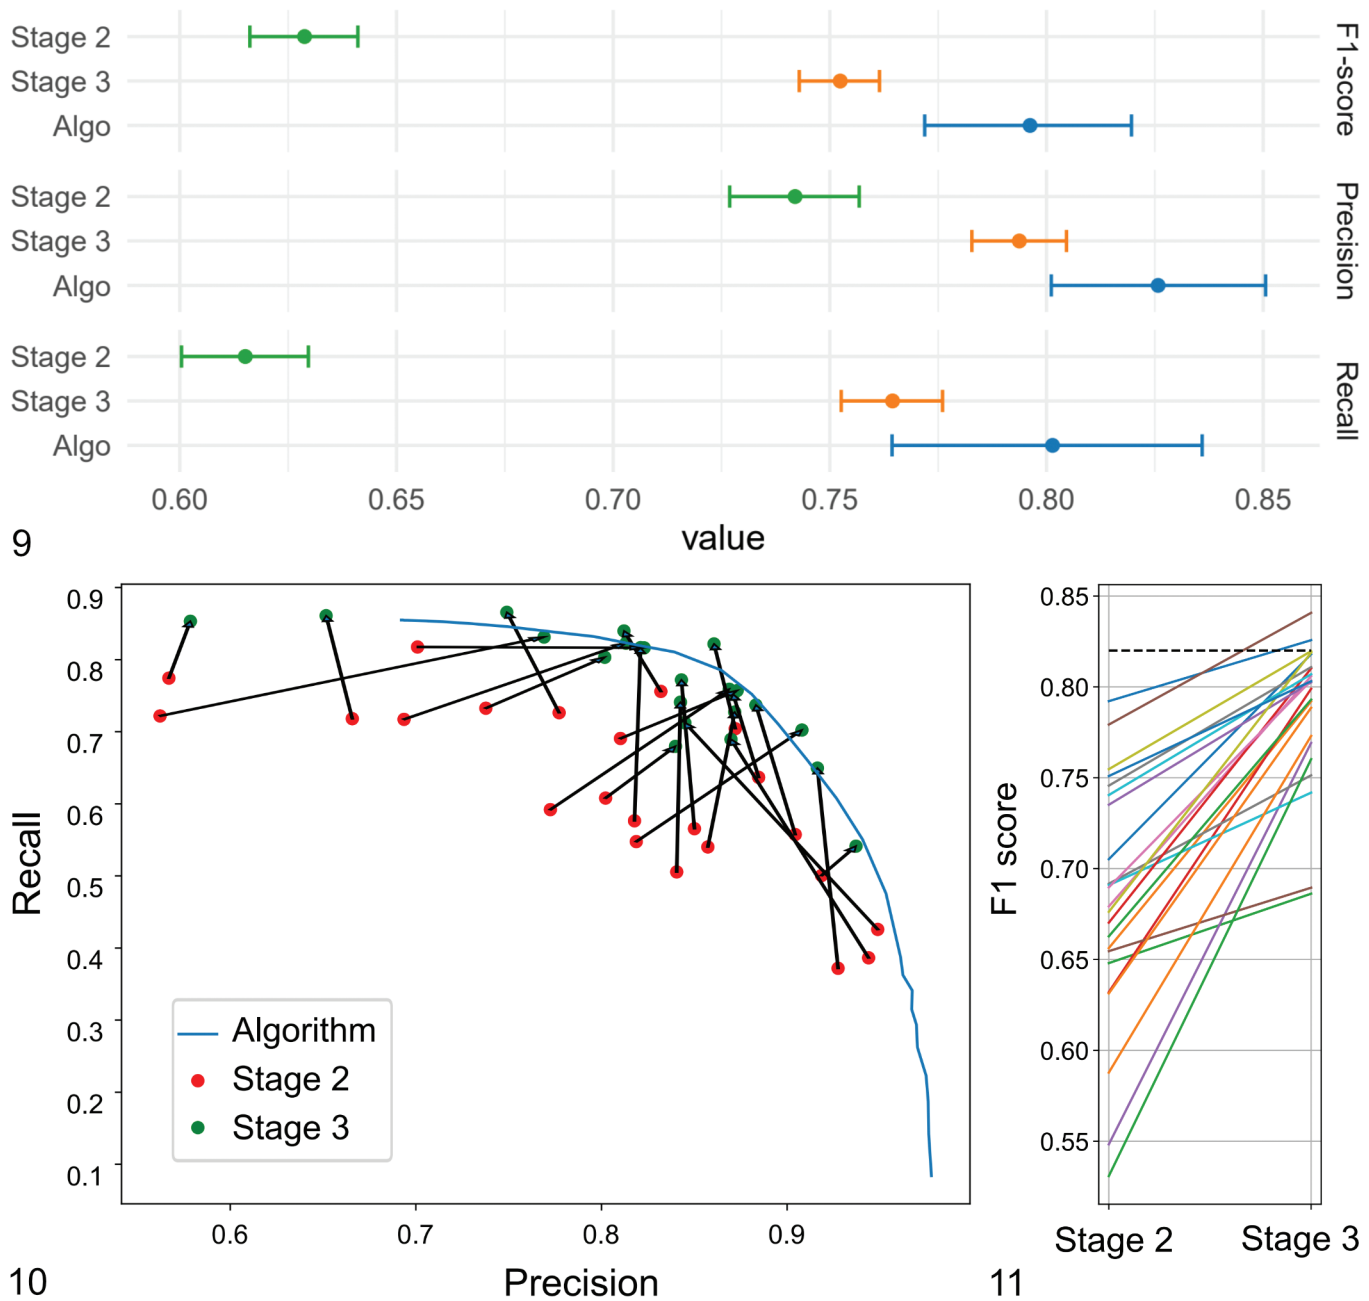 Stage 2
Stage 3
Algo
F1-score
Stage 2
Stage 3
Algo
Precision
Stage 2
Stage 3
Algo
Recall
0.60 0.65 0.70 0.75 0.80 0.85
value
9
0.9
0.8
0.7
0.6
0.5
0.4
0.3
0.2
0.1
Recall
Algorithm
Stage 2
Stage 3
0.6 0.7 0.8 0.9
Precision
10
0.85
0.80
0.75
0.70
0.65
0.60
0.55
F1 score
Stage 2 Stage 3
11